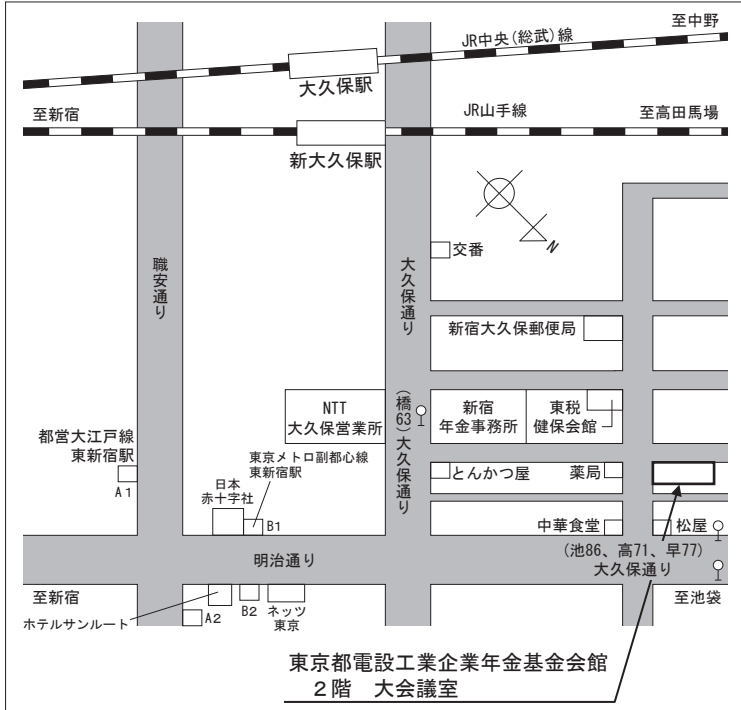 至中野
JR中央(総武)線
大久保駅
至新宿
JR山手線
至高田馬場
新大久保駅
N
交番
職安通り
大久保通り
新宿大久保郵便局
NTT
大久保営業所
(橋63)大久保通り
新宿
年金事務所
東税
健保会館
都営大江戸線
東新宿駅
A1
東京メトロ副都心線
東新宿駅
日本
赤十字社
B1
とんかつ屋
薬局
中華食堂
松屋
明治通り
(池86、高71、早77)
大久保通り
至新宿
至池袋
ホテルサンルート
A2
B2
ネッツ
東京
東京都電設工業企業年金基金会館
2階 大会議室